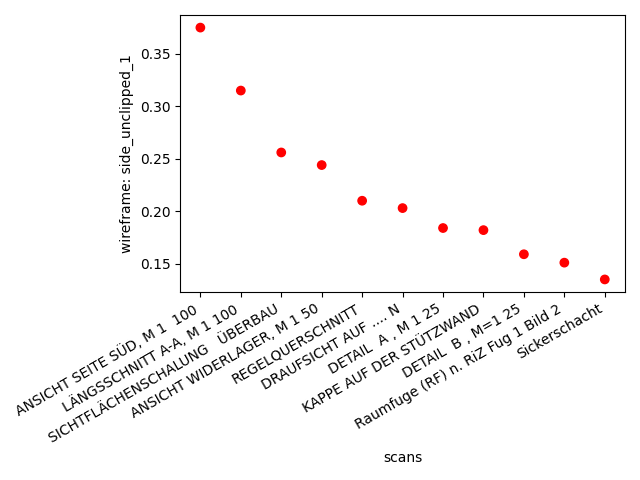 0.35
0.30
0.25
0.20
0.15
wireframe: side_unclipped_1
ANSICHT SEITE SÜD, M 1  100
LÄNGSSCHNITT A-A, M 1 100
SICHTFLÄCHENSCHALUNG  ÜBERBAU
ANSICHT WIDERLAGER, M 1 50
REGELQUERSCHNITT
DRAUFSICHT AUF .... N
DETAIL  A , M 1 25
KAPPE AUF DER STÜTZWAND
DETAIL  B , M=1 25
Raumfuge (RF) n. RiZ Fug 1 Bild 2
Sickerschacht
scans